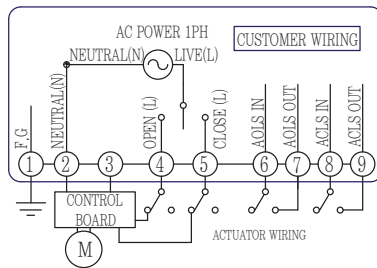 AC POWER 1PH
CUSTOMER WIRING
NEUTRAL(N)
LIVE(L)
F.G
NEUTRAL(N)
OPEN (L)
CLOSE (L)
AOLS IN
AOLS OUT
ACLS IN
ACLS OUT
1
2
3
4
5
6
7
8
9
CONTROL
BOARD
M
ACTUATOR WIRING